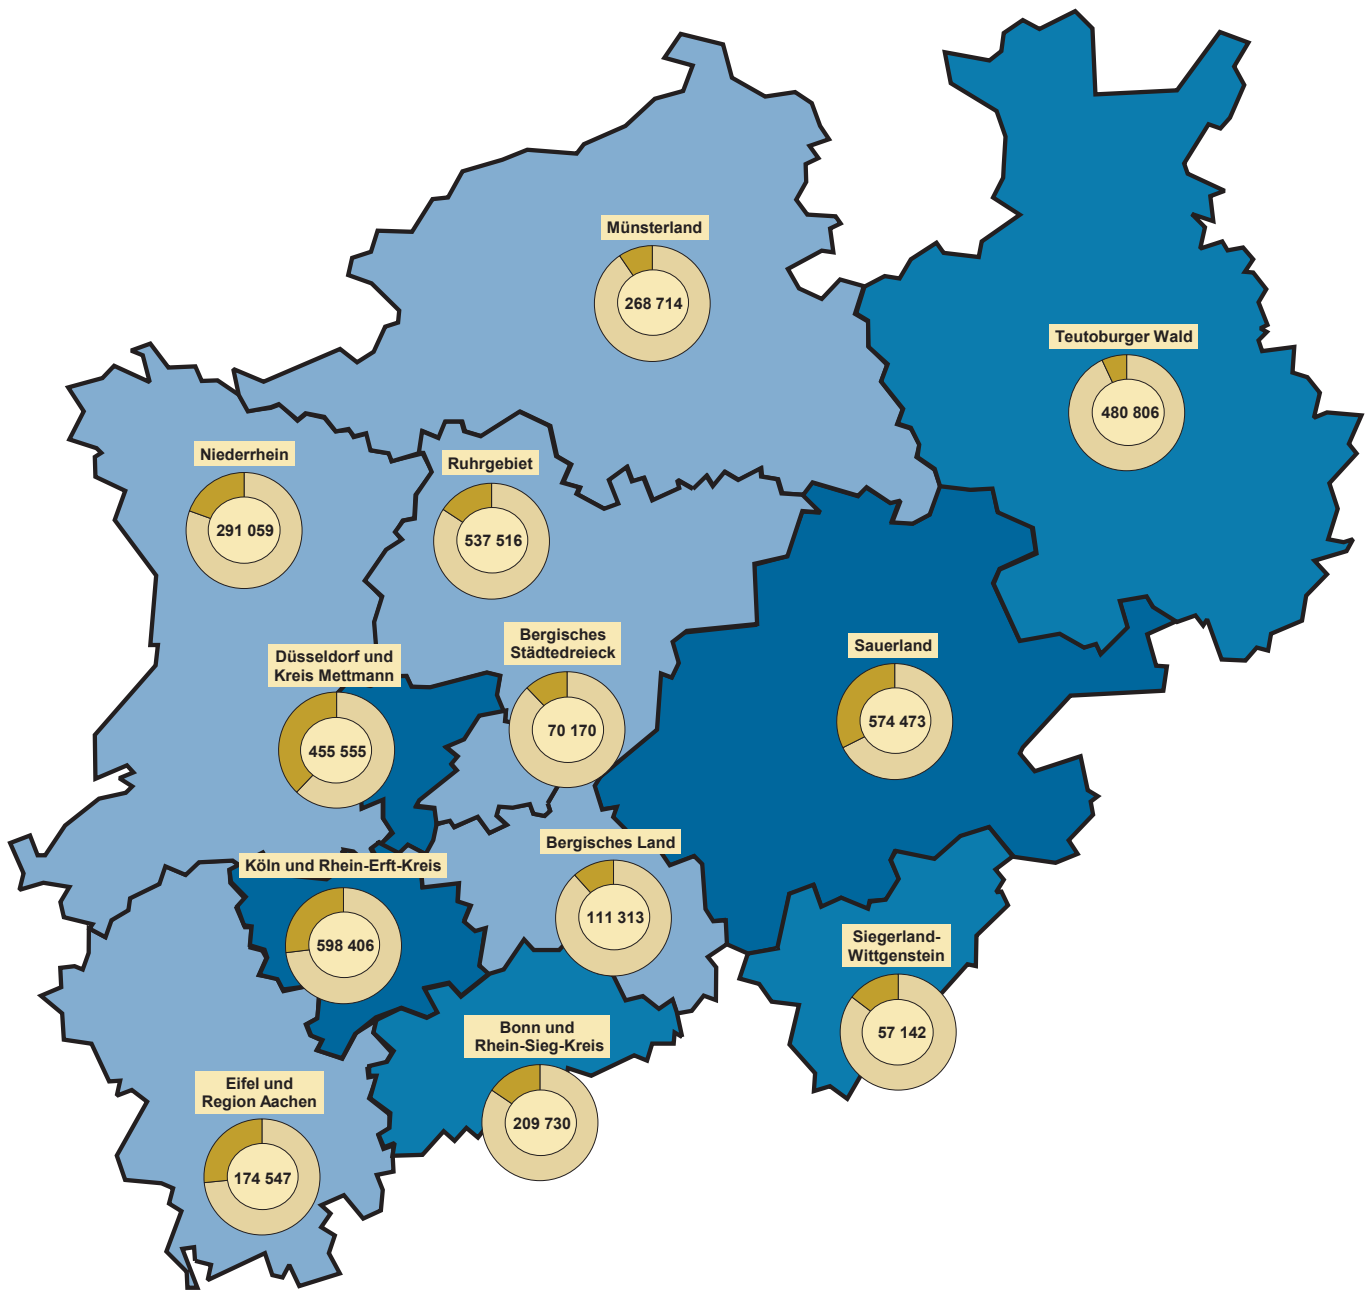 Münsterland
268 714
Teutoburger Wald
480 806
Niederrhein
291 059
Ruhrgebiet
537 516
Bergisches
Städtedreieck
70 170
Düsseldorf und
Kreis Mettmann
455 555
Sauerland
574 473
Bergisches Land
111 313
Köln und Rhein-Erft-Kreis
598 406
Siegerland-
Wittgenstein
57 142
Bonn und
Rhein-Sieg-Kreis
209 730
Eifel und
Region Aachen
174 547